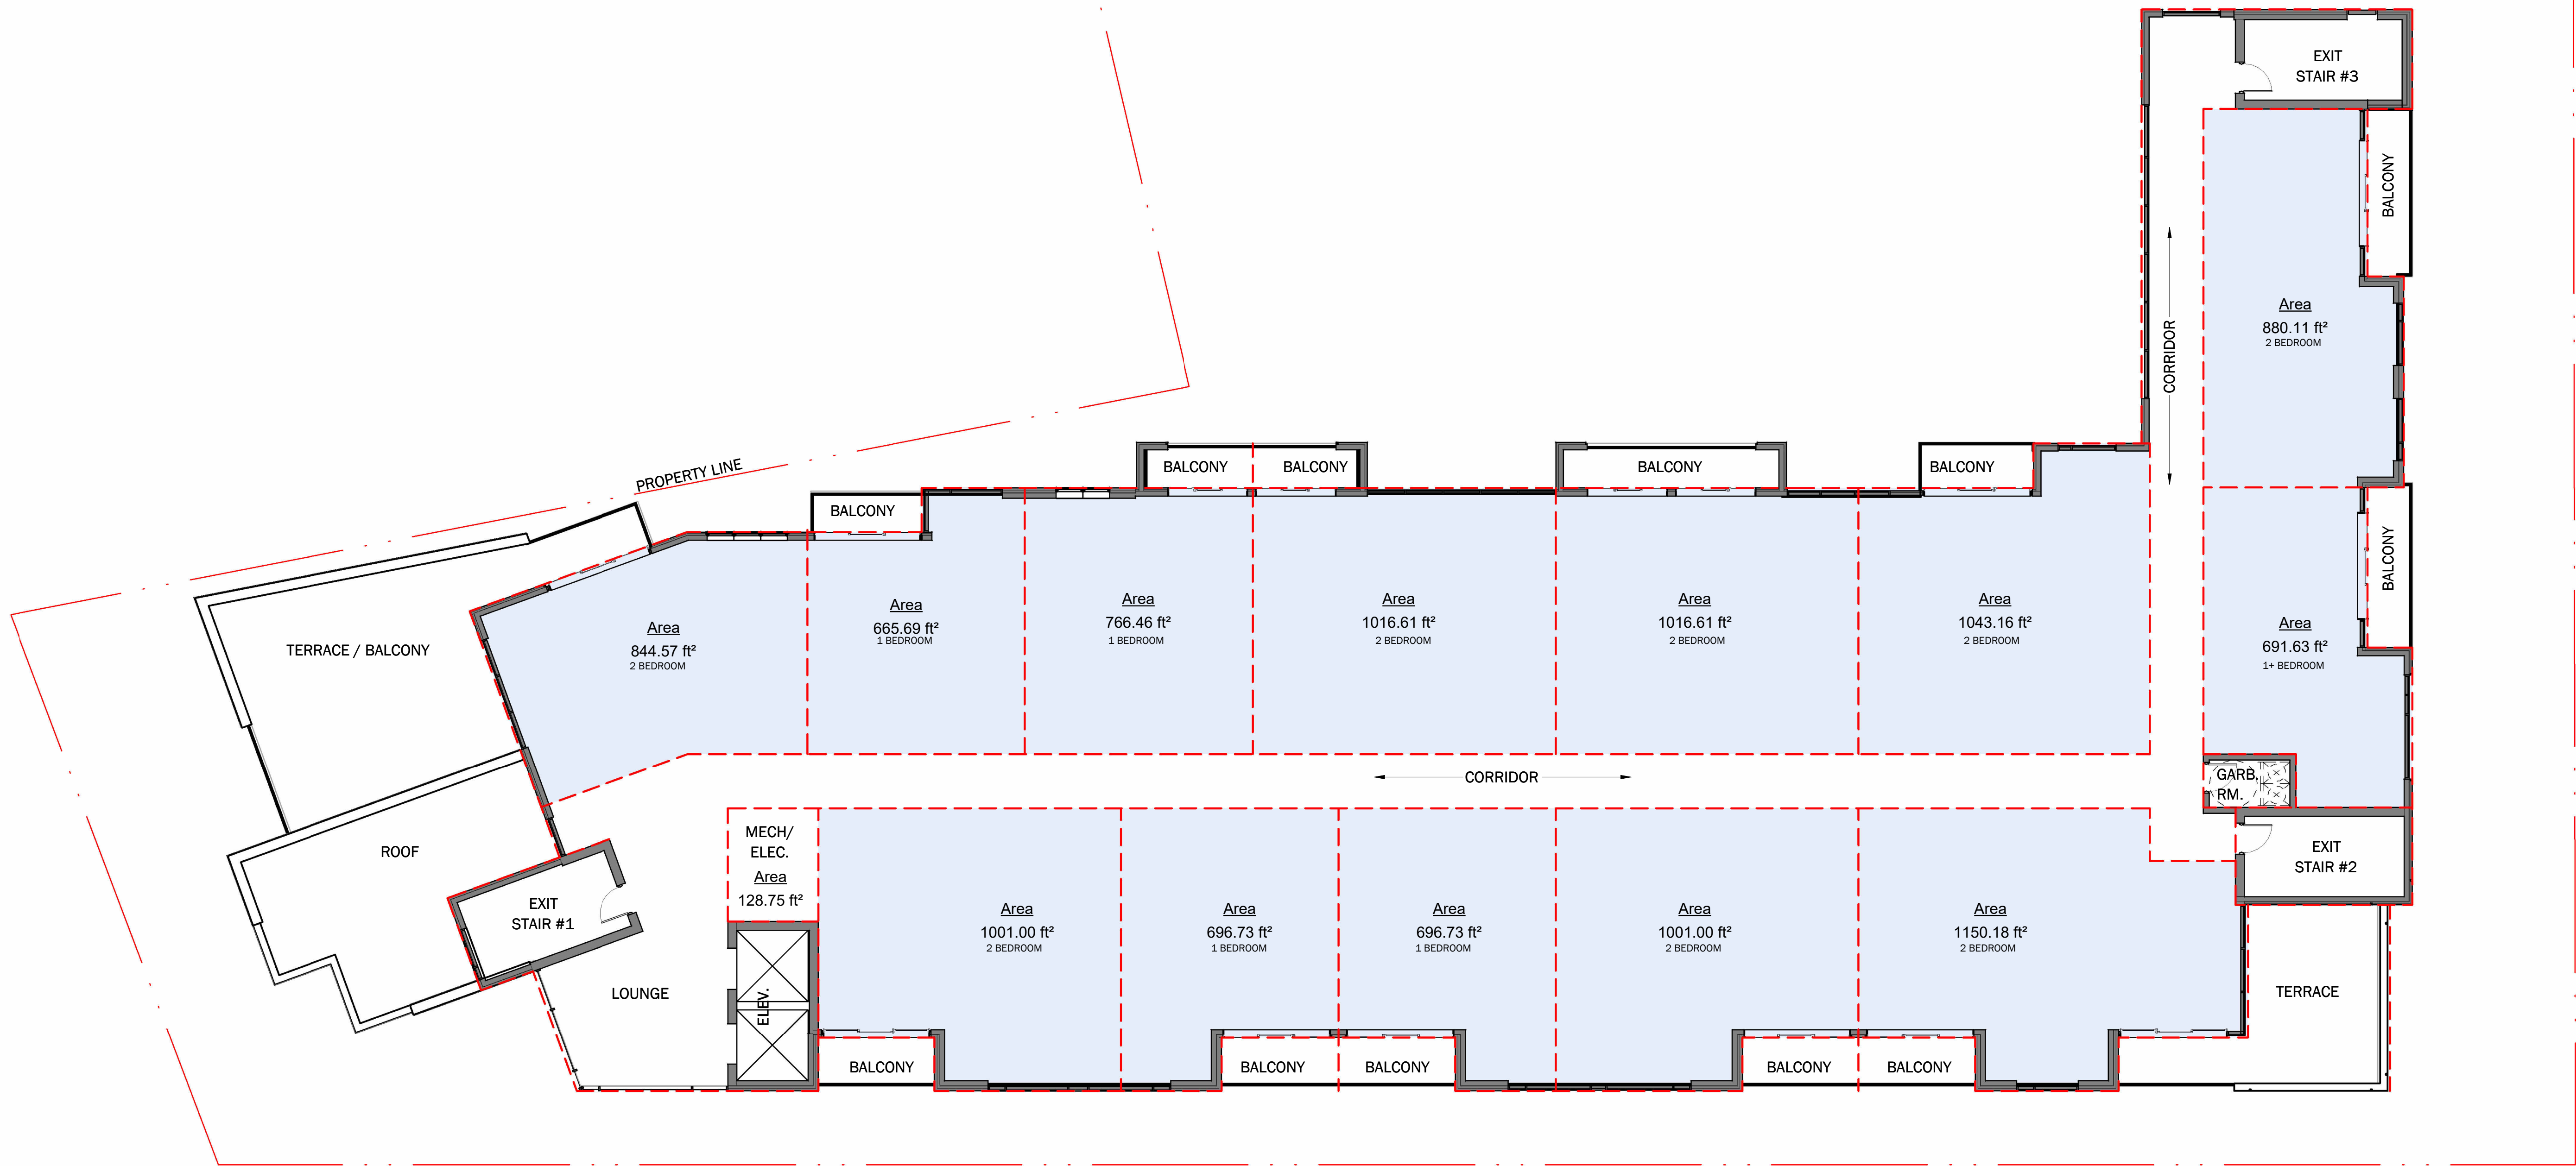 EXIT
STAIR #3
BALCONY
Area
880.11 ft²
2 BEDROOM
CORRIDOR
PROPERTY LINE
BALCONY
BALCONY
BALCONY
BALCONY
BALCONY
BALCONY
TERRACE / BALCONY
Area
844.57 ft²
2 BEDROOM
Area
665.69 ft²
1 BEDROOM
Area
766.46 ft²
1 BEDROOM
Area
1016.61 ft²
2 BEDROOM
Area
1016.61 ft²
2 BEDROOM
Area
1043.16 ft²
2 BEDROOM
Area
691.63 ft²
1+ BEDROOM
CORRIDOR
GARB.
RM.
ROOF
MECH/
ELEC.
Area
128.75 ft²
EXIT
STAIR #2
EXIT
STAIR #1
Area
1001.00 ft²
2 BEDROOM
Area
696.73 ft²
1 BEDROOM
Area
696.73 ft²
1 BEDROOM
Area
1001.00 ft²
2 BEDROOM
Area
1150.18 ft²
2 BEDROOM
LOUNGE
ELEV.
TERRACE
BALCONY
BALCONY
BALCONY
BALCONY
BALCONY